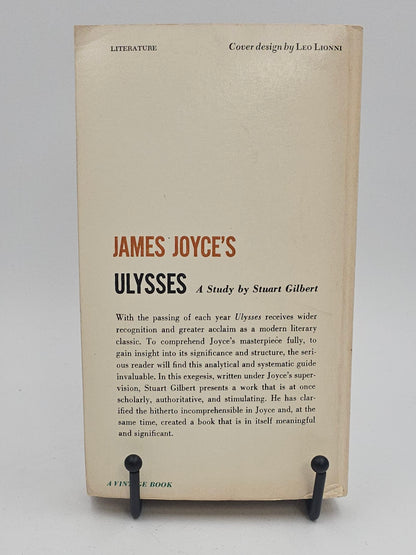 LITERATURE
Cover design by LEO LIONNI
JAMES JOYCE'S
ULYSSES A Study by Stuart Gilbert
With the passing of each year Ulysses receives wider
recognition and greater acclaim as a modern literary
classic. To comprehend Joyce's masterpiece fully, to
gain insight into its significance and structure, the seri-
ous reader will find this analytical and systematic guide
invaluable. In this exegesis, written under Joyce's super-
vision, Stuart Gilbert presents a work that is at once
scholarly, authoritative, and stimulating. He has clar-
ified the hitherto incomprehensible in Joyce and, at the
same time, created a book that is in itself meaningful
and significant.
A VINTAGE BOOK